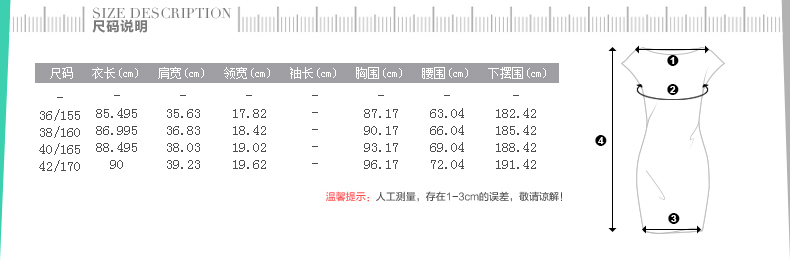 SIZE DESCRIPTION
尺码说明
尺码 衣长(cm) 肩宽(cm) 领宽(cm) 袖长(cm) 胸围(cm) 腰围(cm) 下摆围(cm)
- - - - - - - -
36/155 85.495 35.63 17.82 - 87.17 63.04 182.42
38/160 86.995 36.83 18.42 - 90.17 66.04 185.42
40/165 88.495 38.03 19.02 - 93.17 69.04 188.42
42/170 90 39.23 19.62 - 96.17 72.04 191.42
温馨提示：人工测量，存在1-3cm的误差，敬请谅解！
1
2
4
3